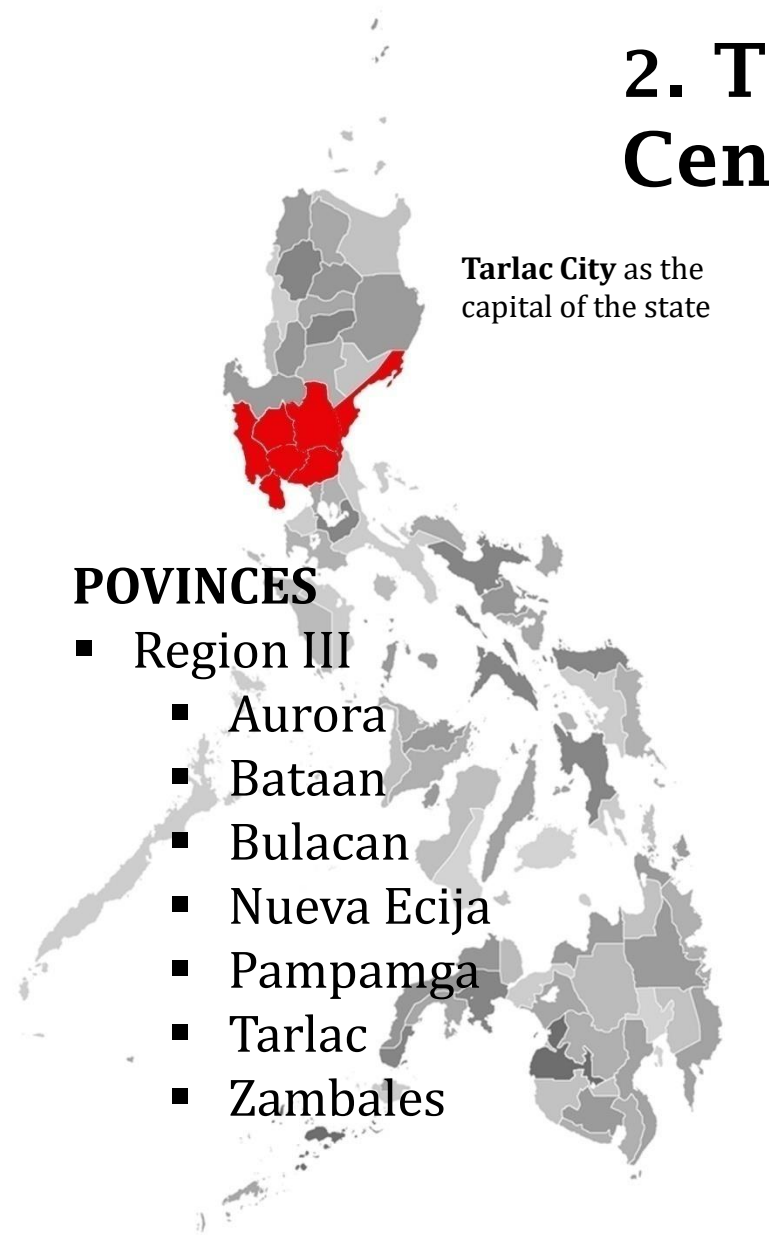 2. T
Cen
Tarlac City as the
capital of the state
POVINCES
▪ Region III
▪ Aurora
▪ Bataan
▪ Bulacan
▪ Nueva Ecija
▪ Pampamga
▪ Tarlac
▪ Zambales